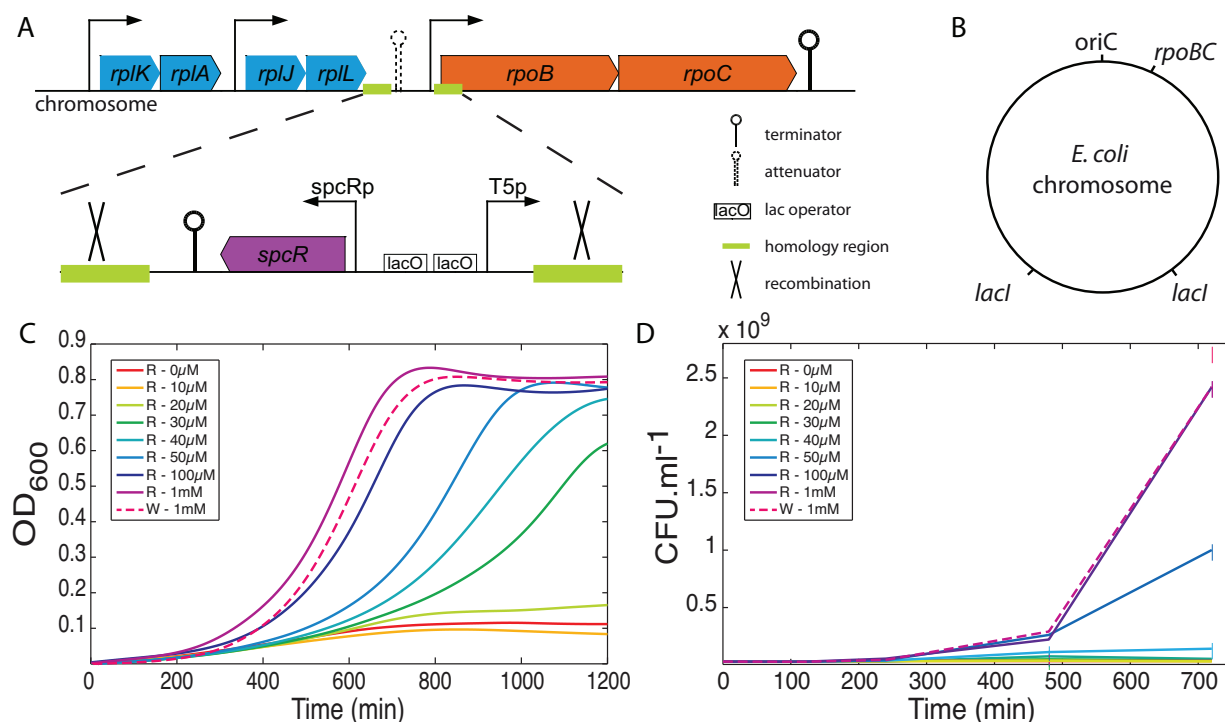 A
rplK rplA rplJ rplL rpoB rpoC
chromosome
spcRp T5p
spcR lacO lacO
terminator
attenuator
lacO lac operator
homology region
recombination
B
oriC
rpoBC
E. coli
chromosome
lacI lacI
C
OD600
0.9
0.8
0.7
0.6
0.5
0.4
0.3
0.2
0.1
R - 0µM
R - 10µM
R - 20µM
R - 30µM
R - 40µM
R - 50µM
R - 100µM
R - 1mM
W - 1mM
0 200 400 600 800 1000 1200
Time (min)
D
x 10⁹
CFU.ml⁻¹
2.5
2
1.5
1
0.5
R - 0µM
R - 10µM
R - 20µM
R - 30µM
R - 40µM
R - 50µM
R - 100µM
R - 1mM
W - 1mM
0 100 200 300 400 500 600 700
Time (min)